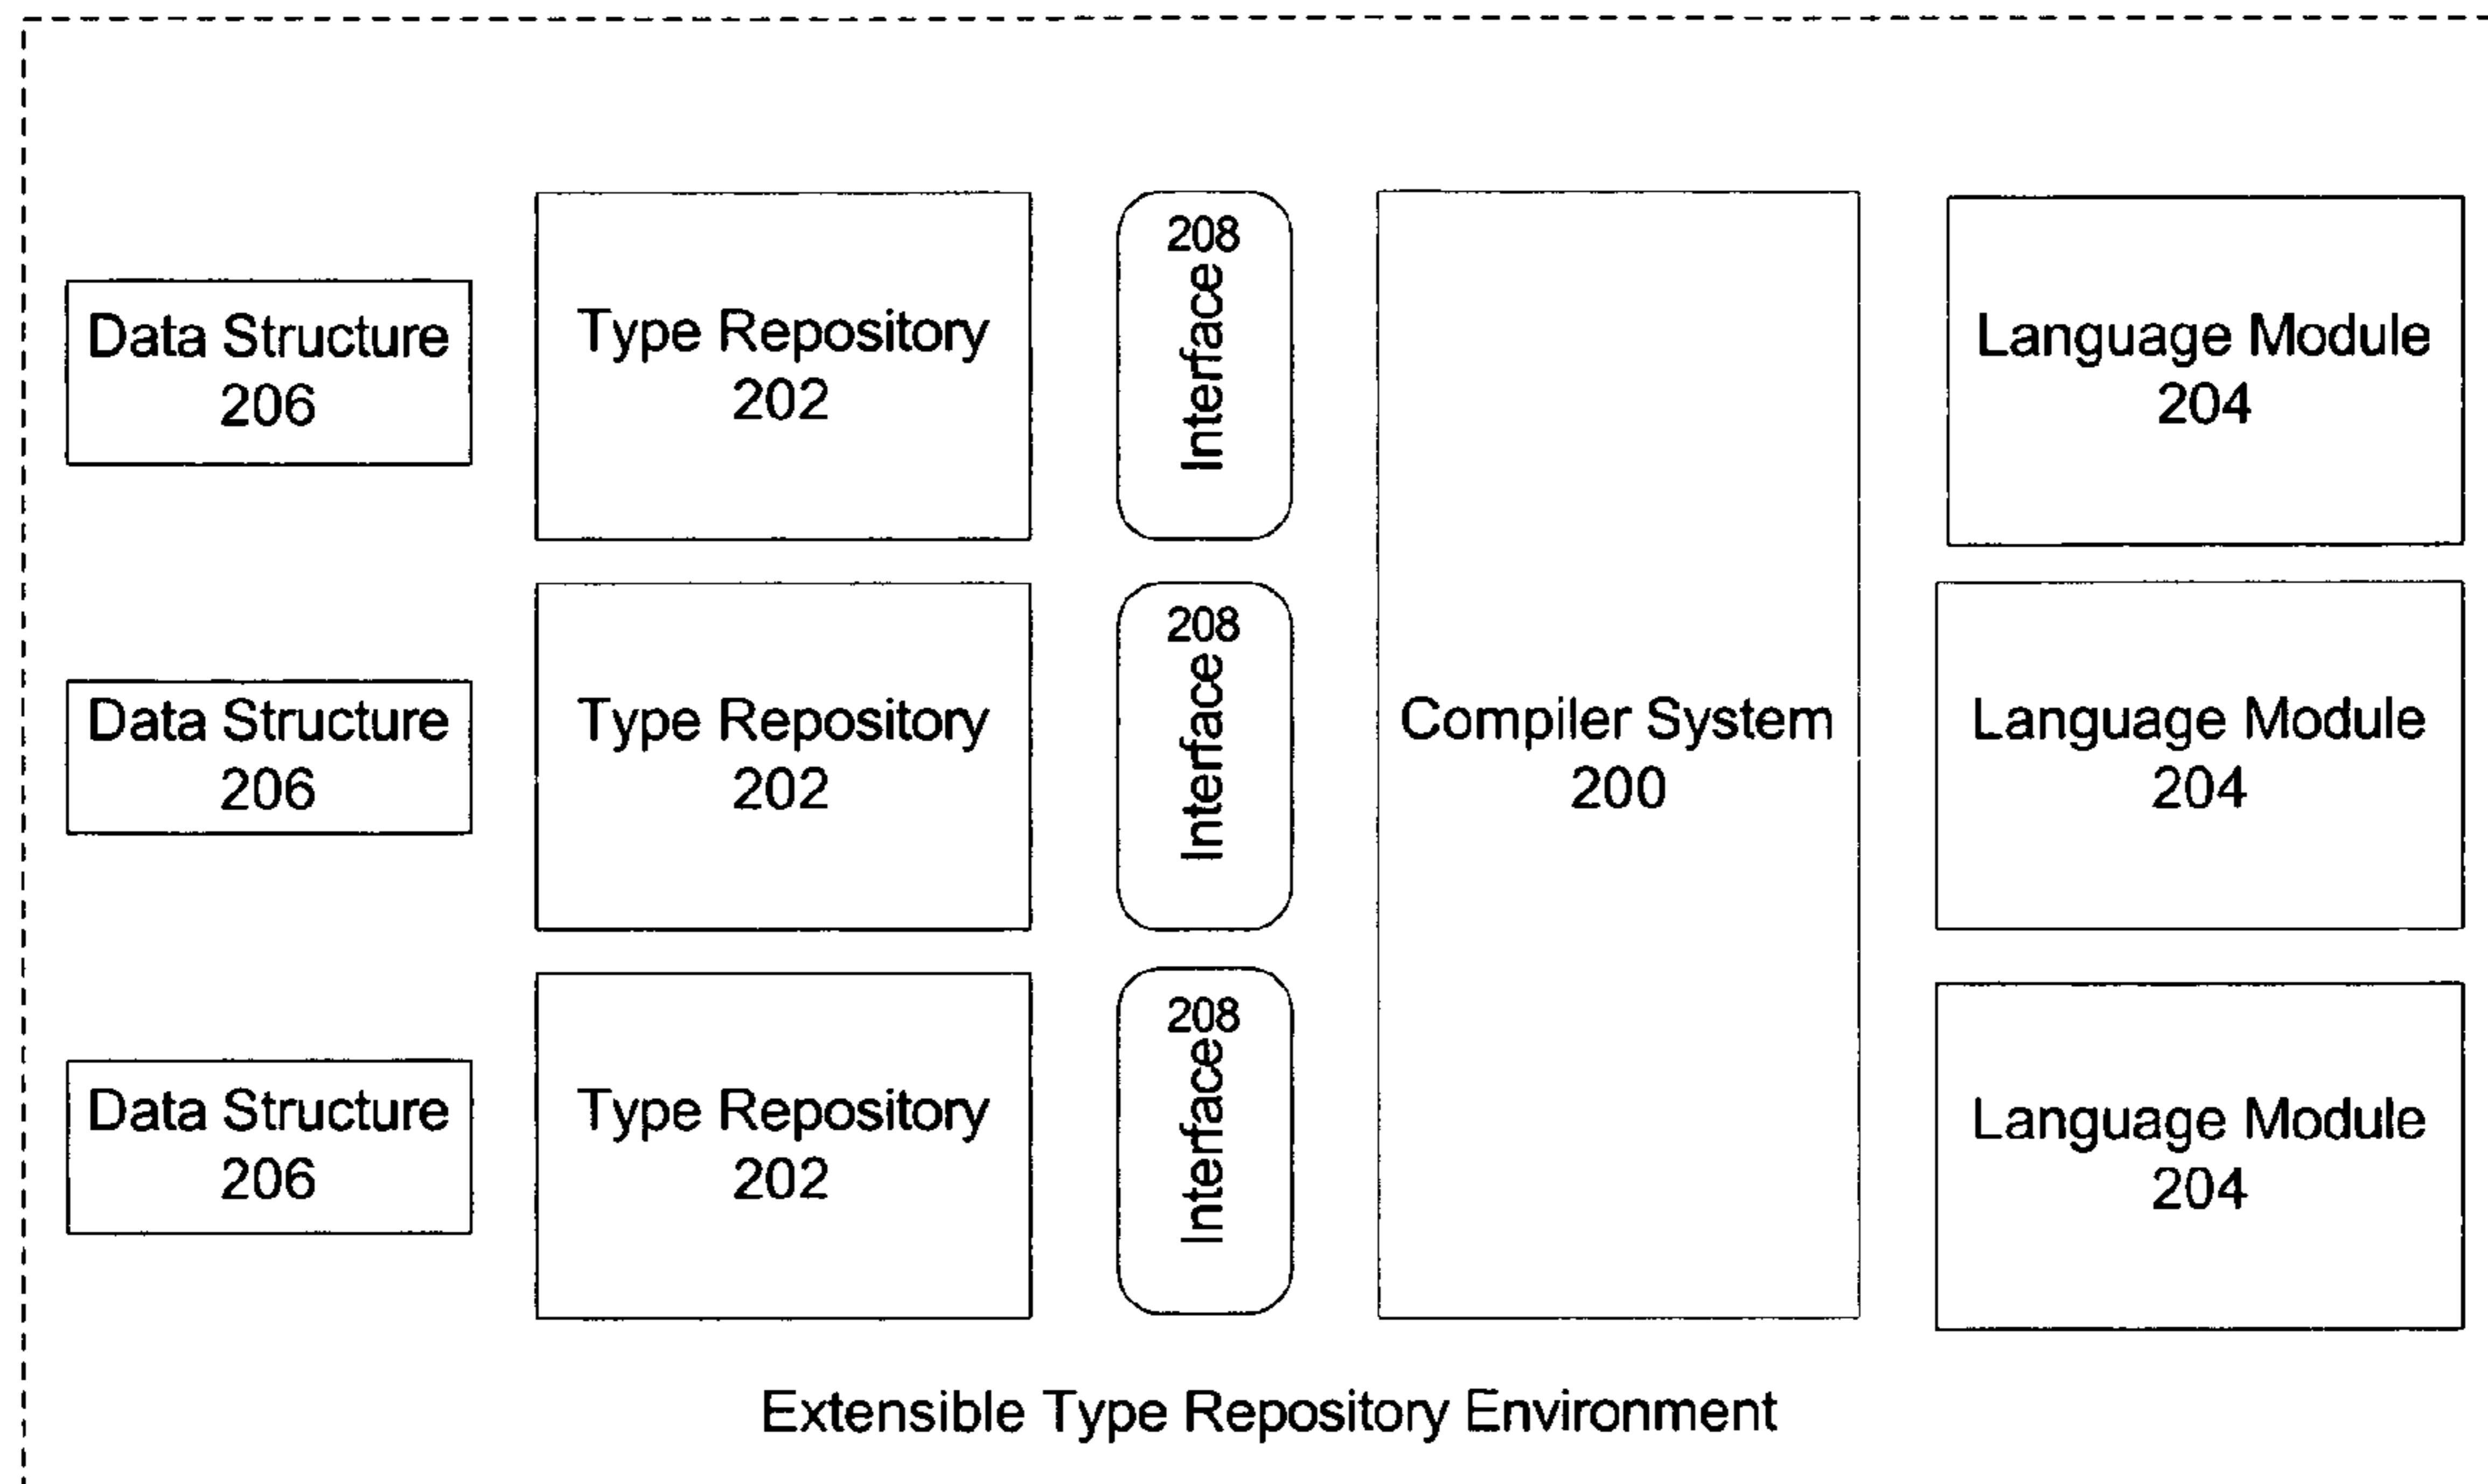 Data Structure
206
Type Repository
202
208
Interface
Language Module
204
Data Structure
206
Type Repository
202
208
Interface
Compiler System
200
Language Module
204
Data Structure
206
Type Repository
202
208
Interface
Language Module
204
Extensible Type Repository Environment